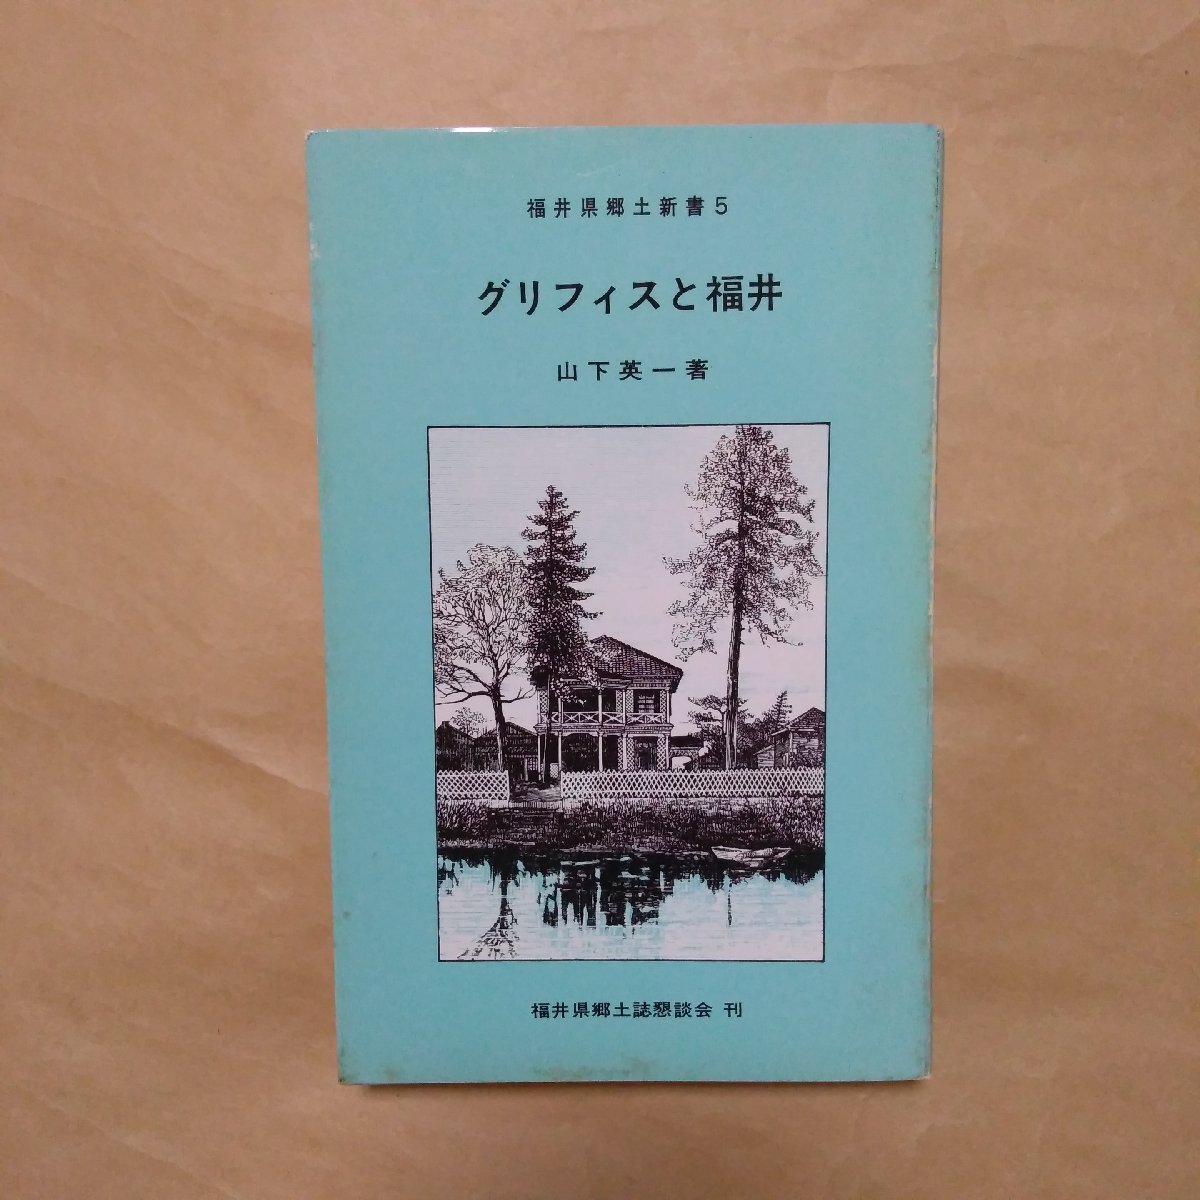 福井県郷土新書5
グリフィスと福井
山下英一著
福井県郷土誌懇談会 刊